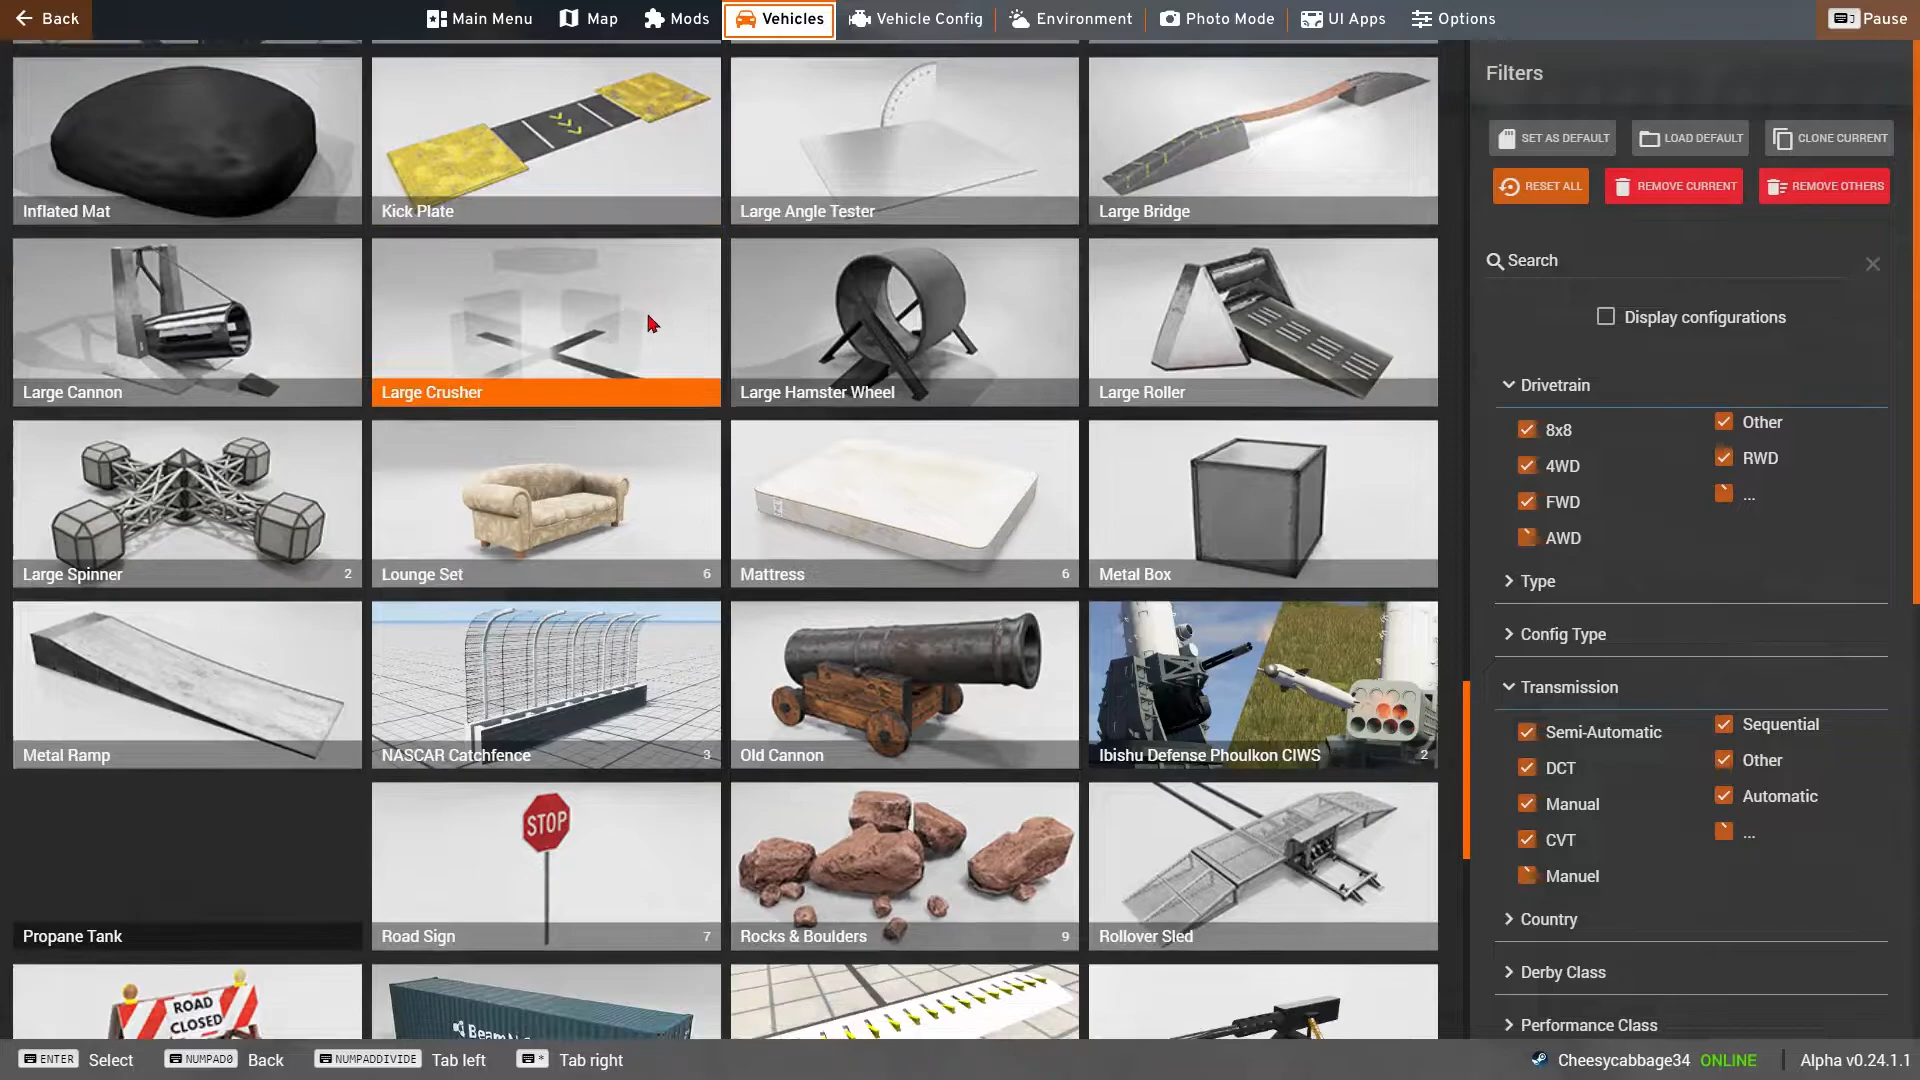 Back
Main Menu
Map
Mods
Vehicles
Vehicle Config
Environment
Photo Mode
UI Apps
Options
J
Pause
Inflated Mat
Kick Plate
Large Angle Tester
Large Bridge
Large Cannon
Large Crusher
Large Hamster Wheel
Large Roller
Large Spinner 2
Lounge Set 6
Mattress 6
Metal Box
Metal Ramp
NASCAR Catchfence 3
Old Cannon
Ibishu Defense Phoulkon CIWS 2
STOP
Propane Tank
Road Sign 7
Rocks & Boulders 9
Rollover Sled
ROAD
CLOSED
Filters
SET AS DEFAULT
LOAD DEFAULT
CLONE CURRENT
RESET ALL
REMOVE CURRENT
REMOVE OTHERS
Search
Display configurations
Drivetrain
8x8
4WD
FWD
AWD
Other
RWD
...
Type
Config Type
Transmission
Semi-Automatic
DCT
Manual
CVT
Manuel
Sequential
Other
Automatic
...
Country
Derby Class
Performance Class
ENTER Select
NUMPAD0 Back
NUMPADDIVIDE Tab left
* Tab right
Cheesycabbage34 ONLINE
Alpha v0.24.1.1